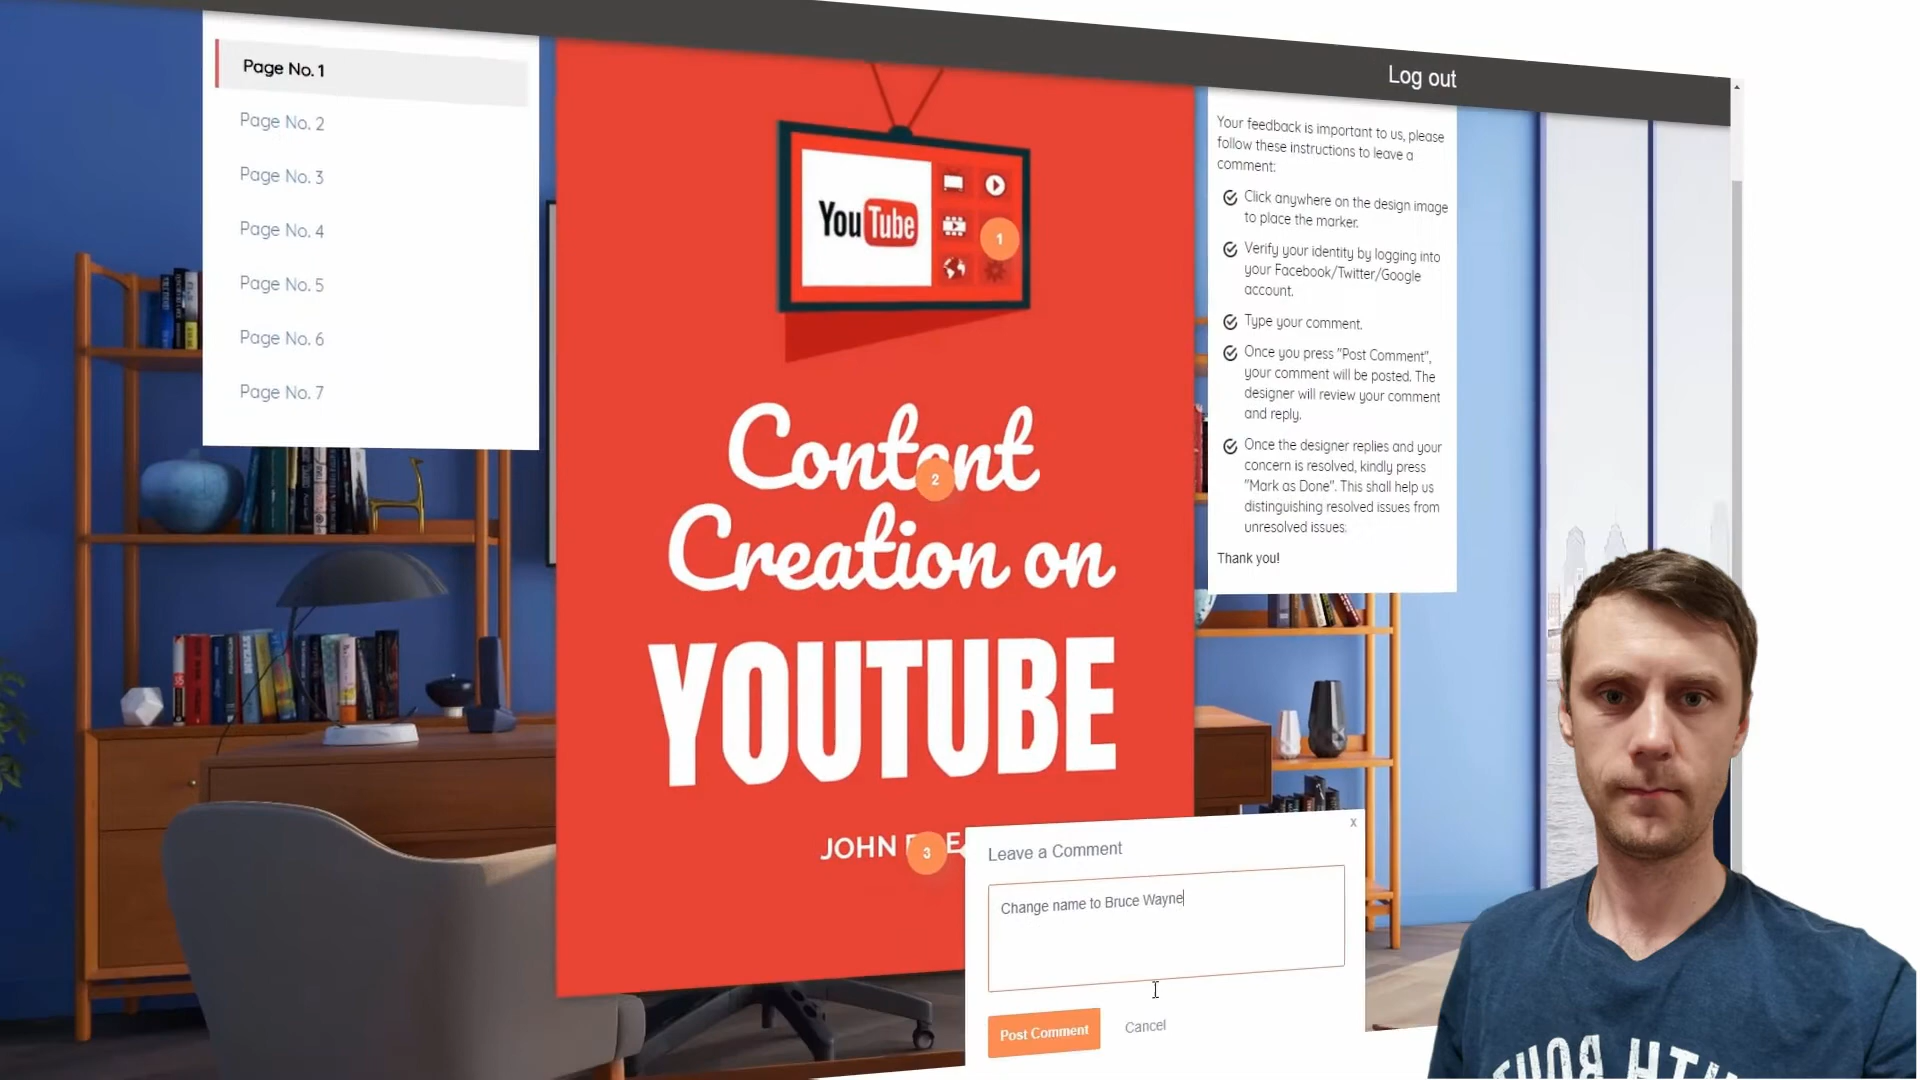 Log out
Page No. 1
Page No. 2
Page No. 3
Page No. 4
Page No. 5
Page No. 6
Page No. 7
YouTube
1
Content
2
Creation on
YOUTUBE
JOHN
3
Your feedback is important to us, please
follow these instructions to leave a
comment:
Click anywhere on the design image
to place the marker.
Verify your identity by logging into
your Facebook/Twitter/Google
account.
Type your comment.
Once you press "Post Comment",
your comment will be posted. The
designer will review your comment
and reply.
Once the designer replies and your
concern is resolved, kindly press
"Mark as Done". This shall help us
distinguishing resolved issues from
unresolved issues.
Thank you!
x
Leave a Comment
Change name to Bruce Wayne
Post Comment
Cancel